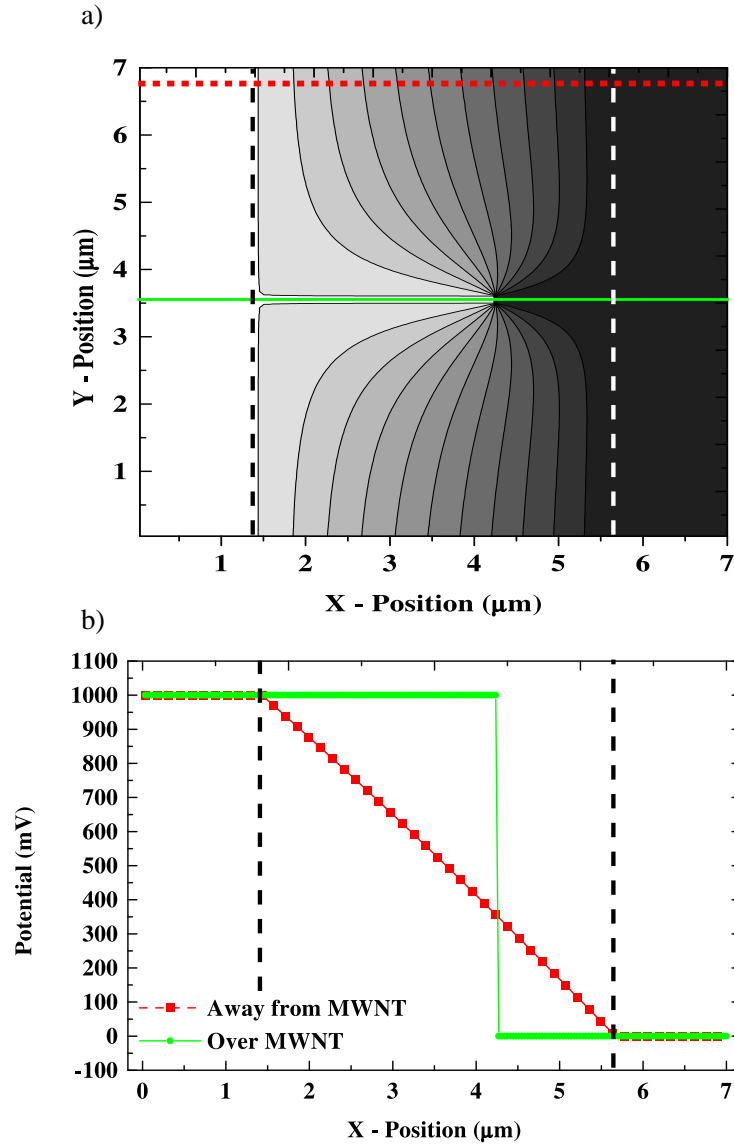 a)
7
6
5
4
3
2
1
Y - Position (μm)
1 2 3 4 5 6 7
X - Position (μm)
b)
1100
1000
900
800
700
600
500
400
300
200
100
0
-100
Potential (mV)
Away from MWNT
Over MWNT
0 1 2 3 4 5 6 7
X - Position (μm)